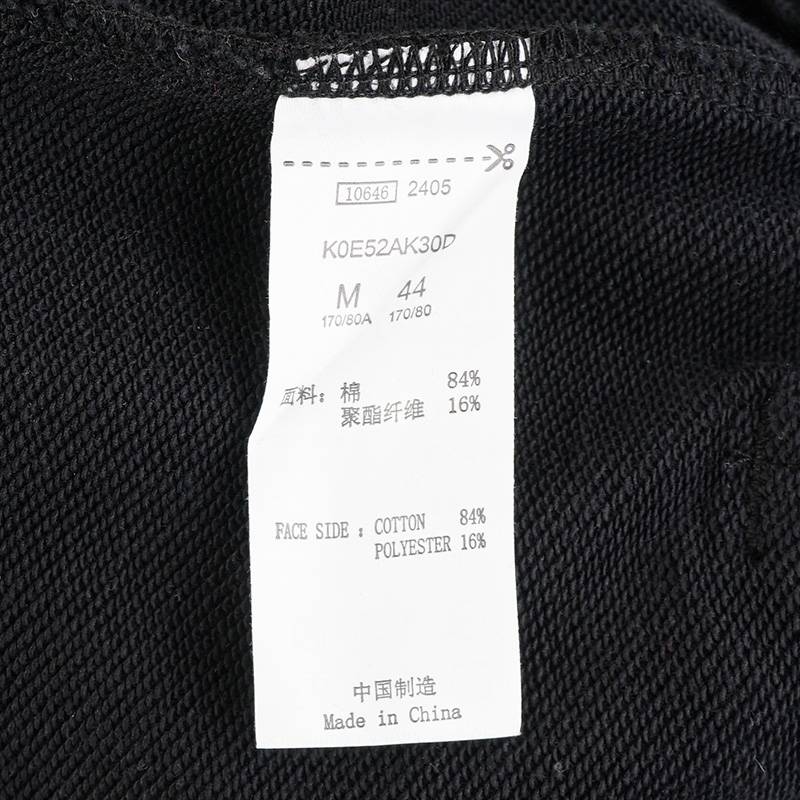 10646 2405
K0E52AK30D
M 44
170/80A 170/80
面料: 棉 84%
聚酯纤维 16%
FACE SIDE : COTTON 84%
POLYESTER 16%
中国制造
Made in China